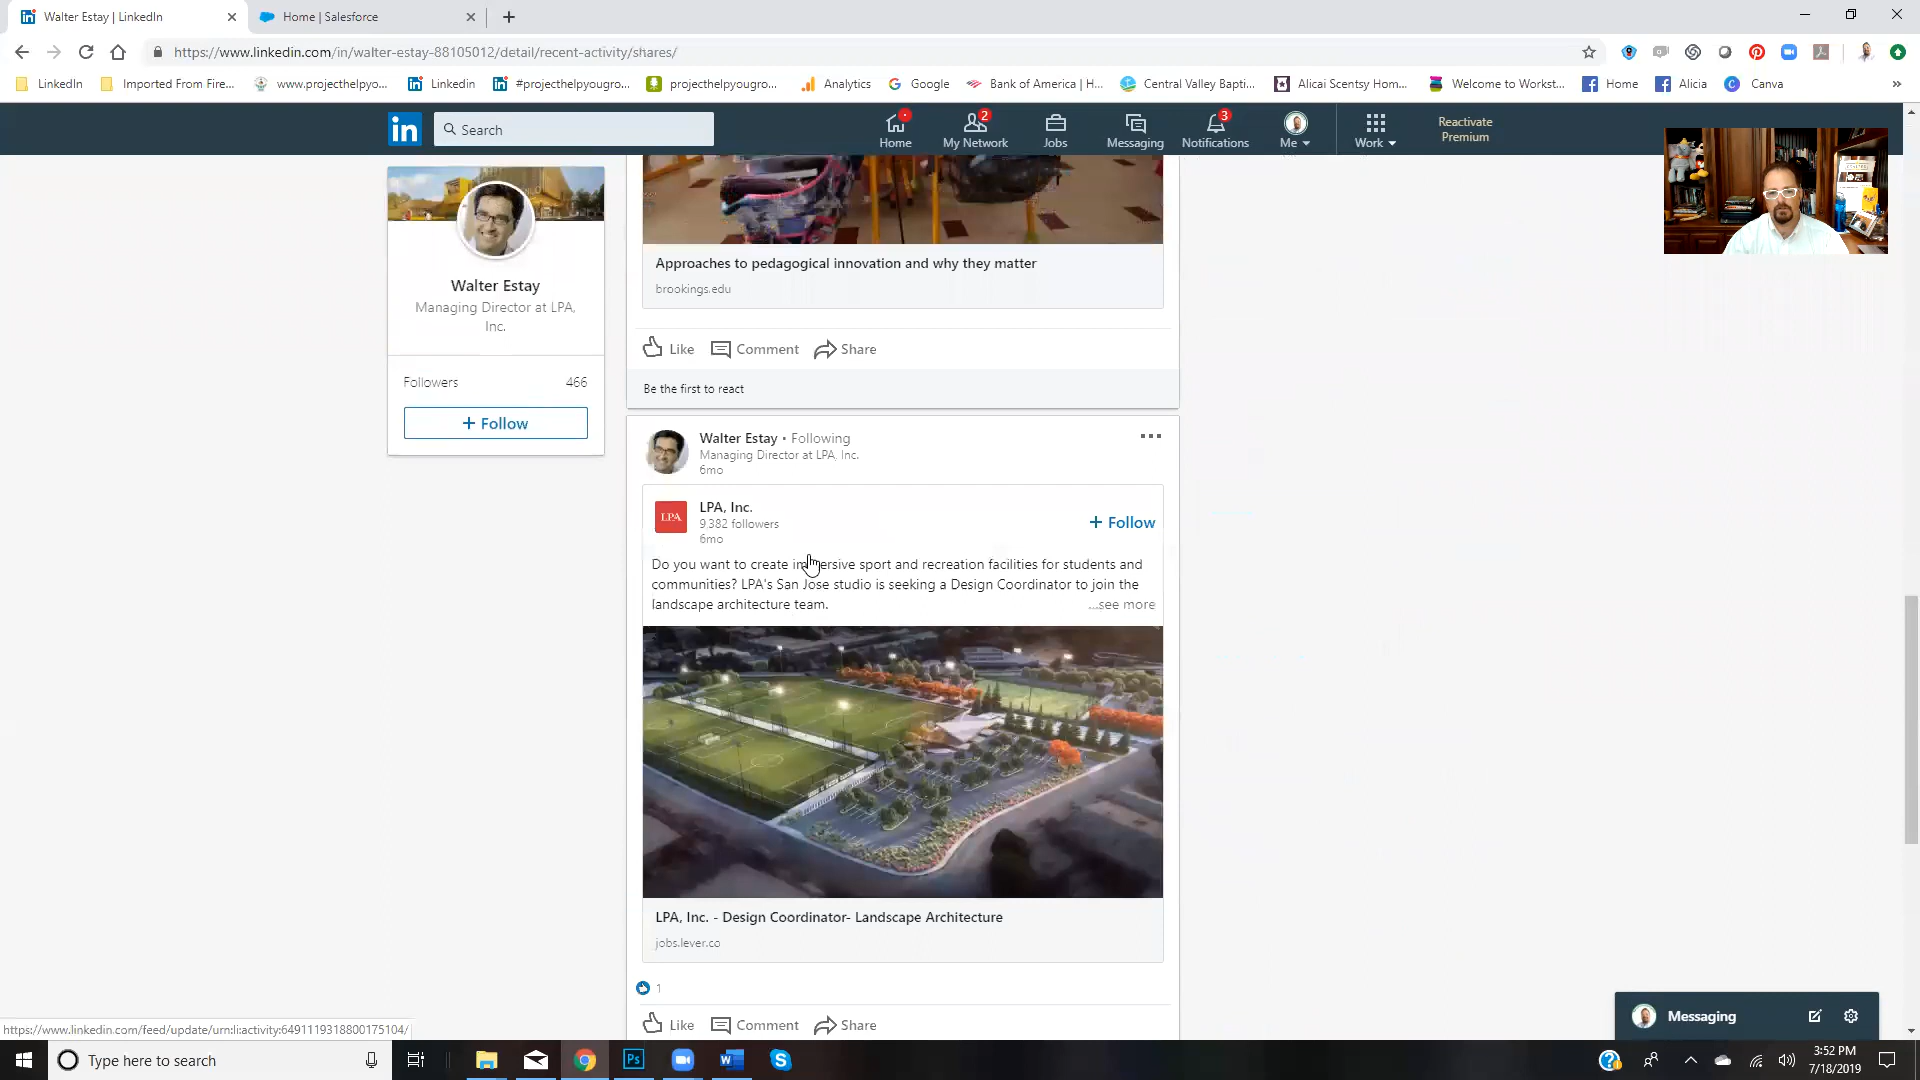 Walter Estay | LinkedIn
Home | Salesforce
https://www.linkedin.com/in/walter-estay-88105012/detail/recent-activity/shares/
LinkedIn
Imported From Fire...
www.projecthelpyo...
Linkedin
#projecthelpyougro...
projecthelpyougro...
Analytics
Google
Bank of America | H...
Central Valley Bapti...
Alicai Scentsy Hom...
Welcome to Workst...
Home
Alicia
Canva
»
in
Search
Home
2
My Network
Jobs
Messaging
3
Notifications
Me
Work
Reactivate
Premium
Walter Estay
Managing Director at LPA,
Inc.
Followers 466
+ Follow
Approaches to pedagogical innovation and why they matter
brookings.edu
Like
Comment
Share
Be the first to react
Walter Estay • Following
Managing Director at LPA, Inc.
6mo
LPA
LPA, Inc.
9,382 followers
6mo
+ Follow
Do you want to create immersive sport and recreation facilities for students and
communities? LPA's San Jose studio is seeking a Design Coordinator to join the
landscape architecture team.
...see more
LPA, Inc. - Design Coordinator- Landscape Architecture
jobs.lever.co
1
Like
Comment
Share
Messaging
https://www.linkedin.com/feed/update/urn:li:activity:6491119318800175104/
Type here to search
Ps
3:52 PM
7/18/2019